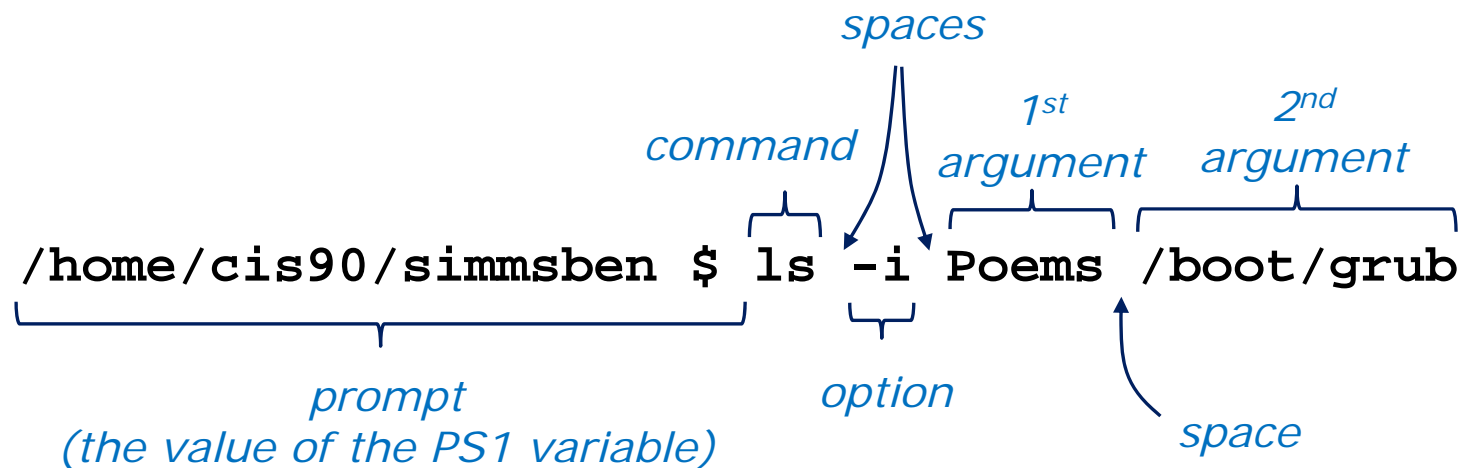 spaces
command
1st
argument
2nd
argument
/home/cis90/simmsben $ ls -i Poems /boot/grub
prompt
(the value of the PS1 variable)
option
space